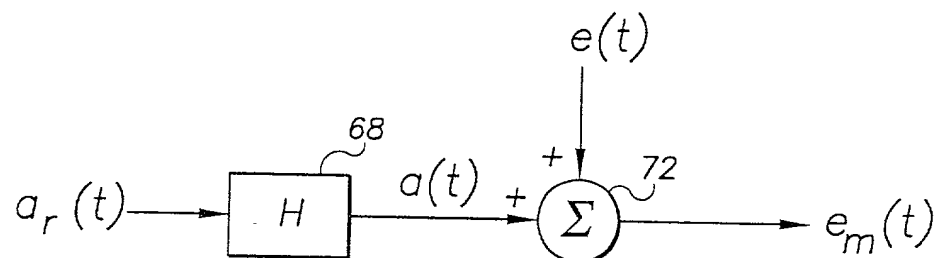 e(t)
68
a(t)
+
72
+
a_r(t)
H
Σ
e_m(t)